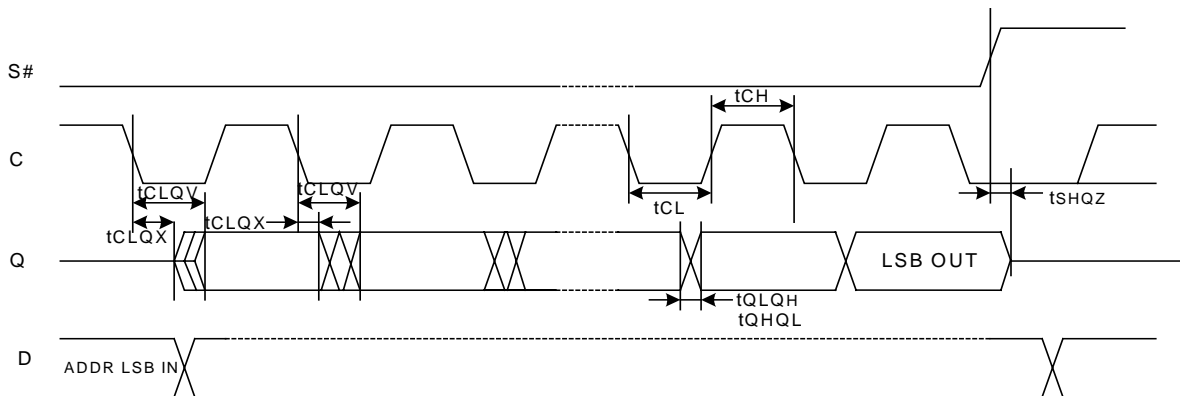 S#
tCH
C
tCLQV
tCLQV
tCL
tSHQZ
tCLQX
tCLQX
Q
LSB OUT
tQLQH
tQHQL
D
ADDR LSB IN